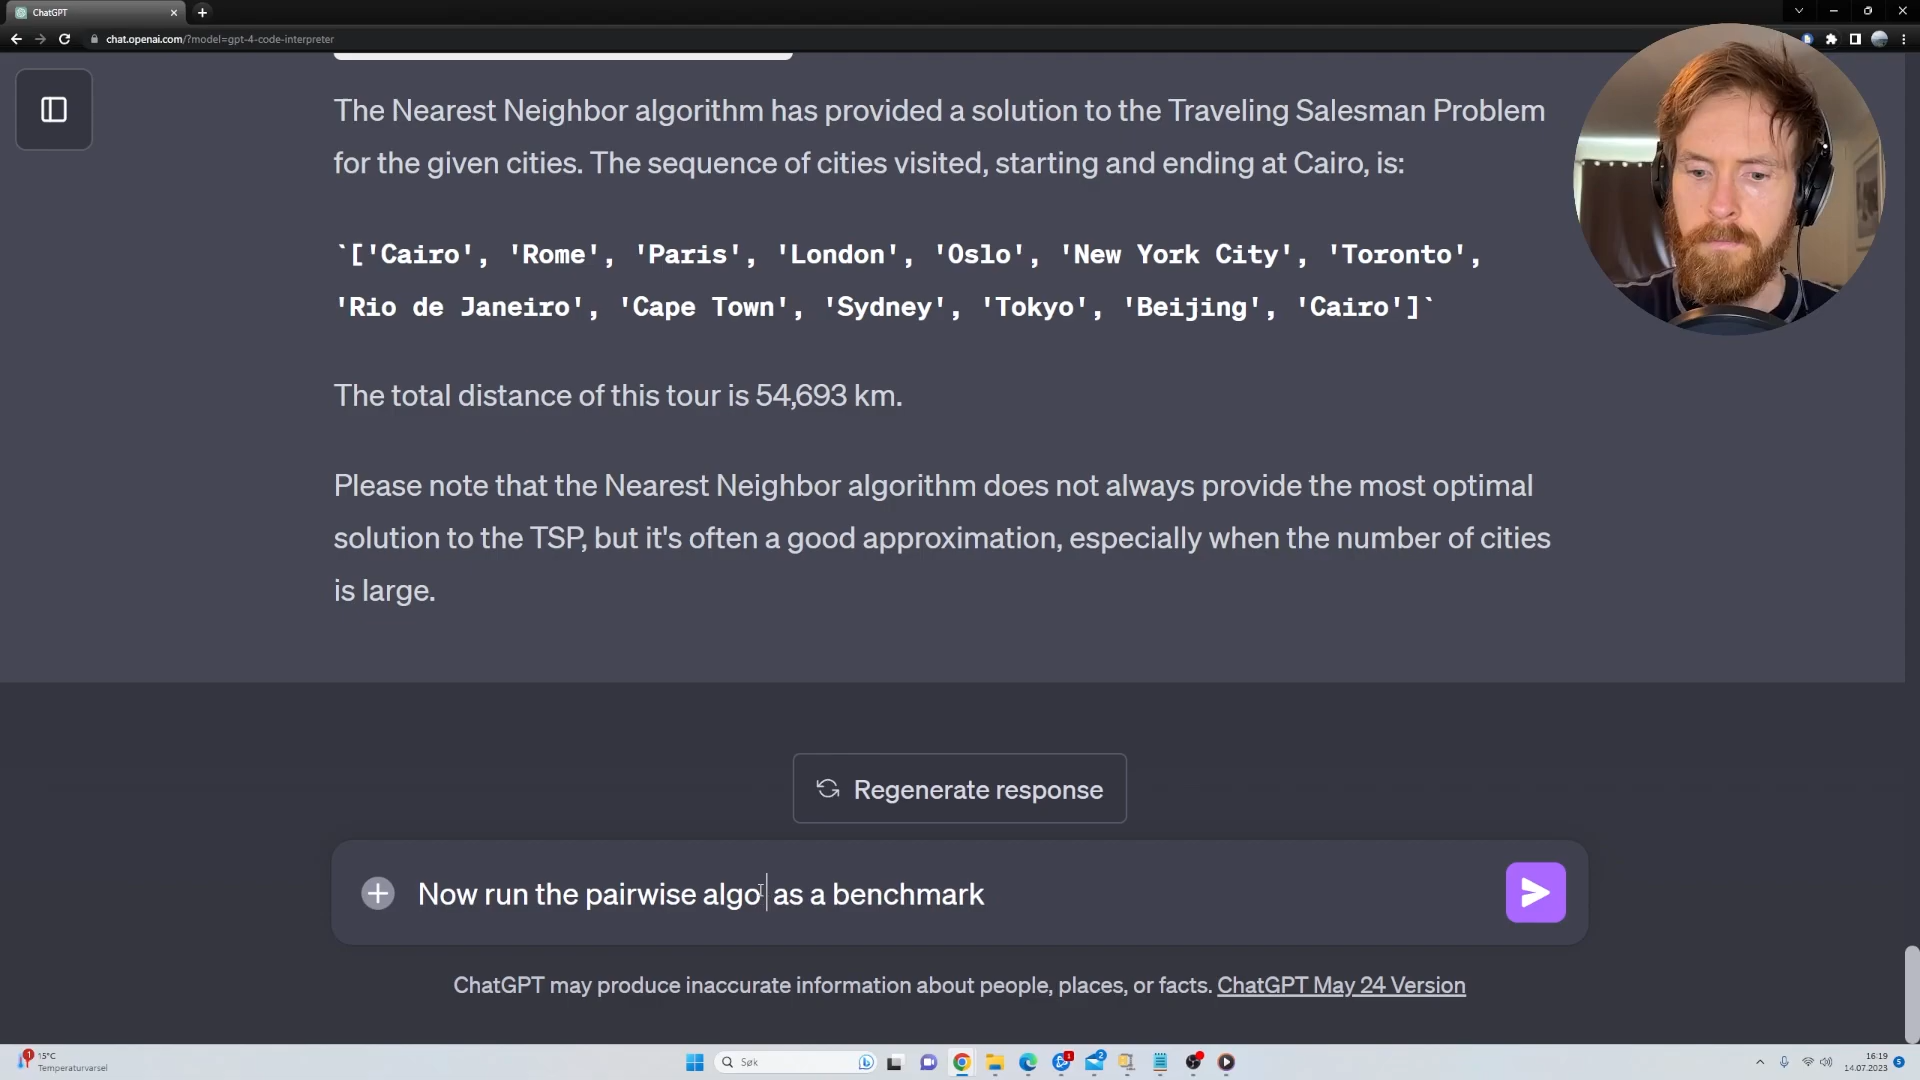 ChatGPT
chat.openai.com/?model=gpt-4-code-interpreter
The Nearest Neighbor algorithm has provided a solution to the Traveling Salesman Problem
for the given cities. The sequence of cities visited, starting and ending at Cairo, is:
`['Cairo', 'Rome', 'Paris', 'London', 'Oslo', 'New York City', 'Toronto',
'Rio de Janeiro', 'Cape Town', 'Sydney', 'Tokyo', 'Beijing', 'Cairo']`
The total distance of this tour is 54,693 km.
Please note that the Nearest Neighbor algorithm does not always provide the most optimal
solution to the TSP, but it's often a good approximation, especially when the number of cities
is large.
Regenerate response
Now run the pairwise algo as a benchmark
ChatGPT may produce inaccurate information about people, places, or facts. ChatGPT May 24 Version
1
15°C
Temperaturvarsel
Søk
1
2
16:19
14.07.2023
5